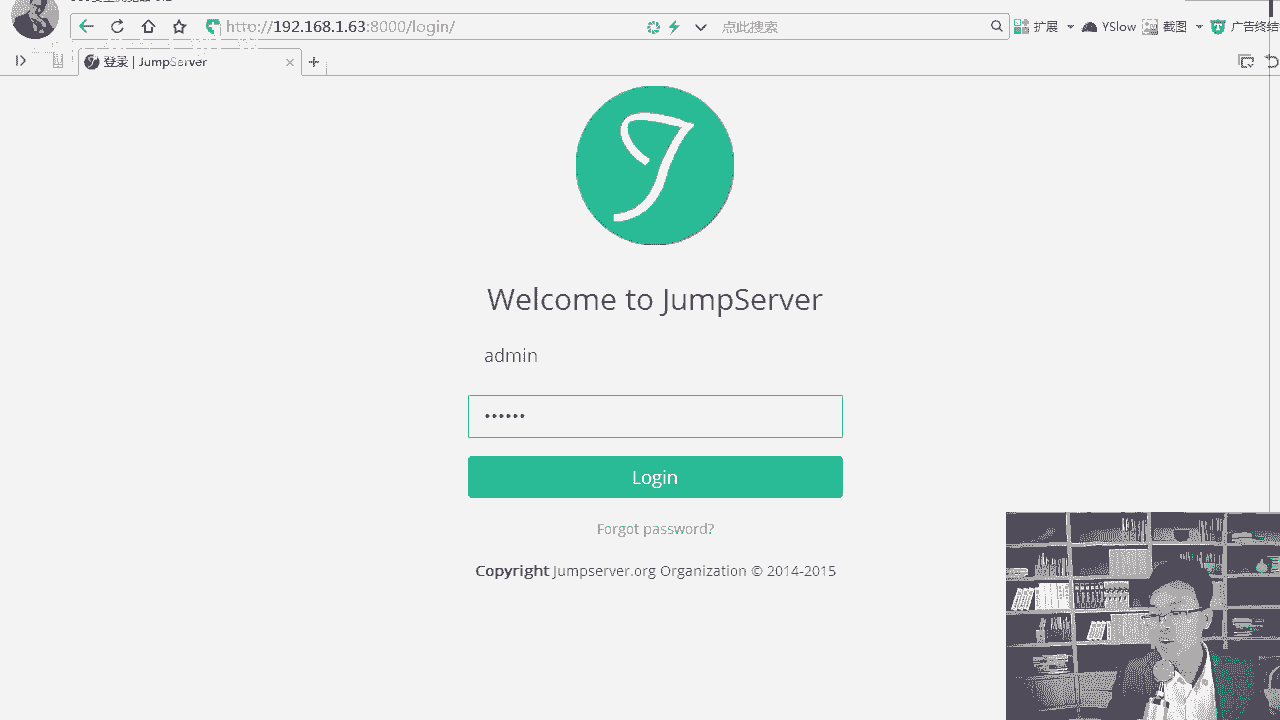 http://192.168.1.63:8000/login/
点此搜索
扩展
YSlow
截图
广告终结
登录 | JumpServer
Welcome to JumpServer
admin
••••••
Login
Forgot password?
Copyright Jumpserver.org Organization © 2014-2015